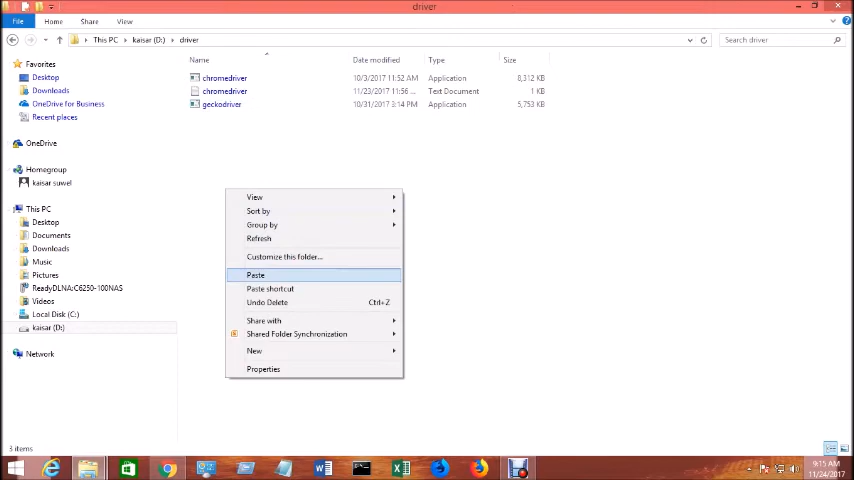 driver
File
Home
Share
View
This PC
kaisar (D:)
driver
Search driver
Name
Date modified
Type
Size
Favorites
Desktop
Downloads
OneDrive for Business
Recent places
OneDrive
Homegroup
kaisar suwel
This PC
Desktop
Documents
Downloads
Music
Pictures
ReadyDLNA:C6250-100NAS
Videos
Local Disk (C:)
kaisar (D:)
Network
chromedriver 10/3/2017 11:52 AM Application 8,312 KB
chromedriver 11/23/2017 11:56 ... Text Document 1 KB
geckodriver 10/31/2017 3:14 PM Application 5,753 KB
View
Sort by
Group by
Refresh
Customize this folder...
Paste
Paste shortcut
Undo Delete Ctrl+Z
Share with
Shared Folder Synchronization
New
Properties
3 items
9:15 AM
11/24/2017